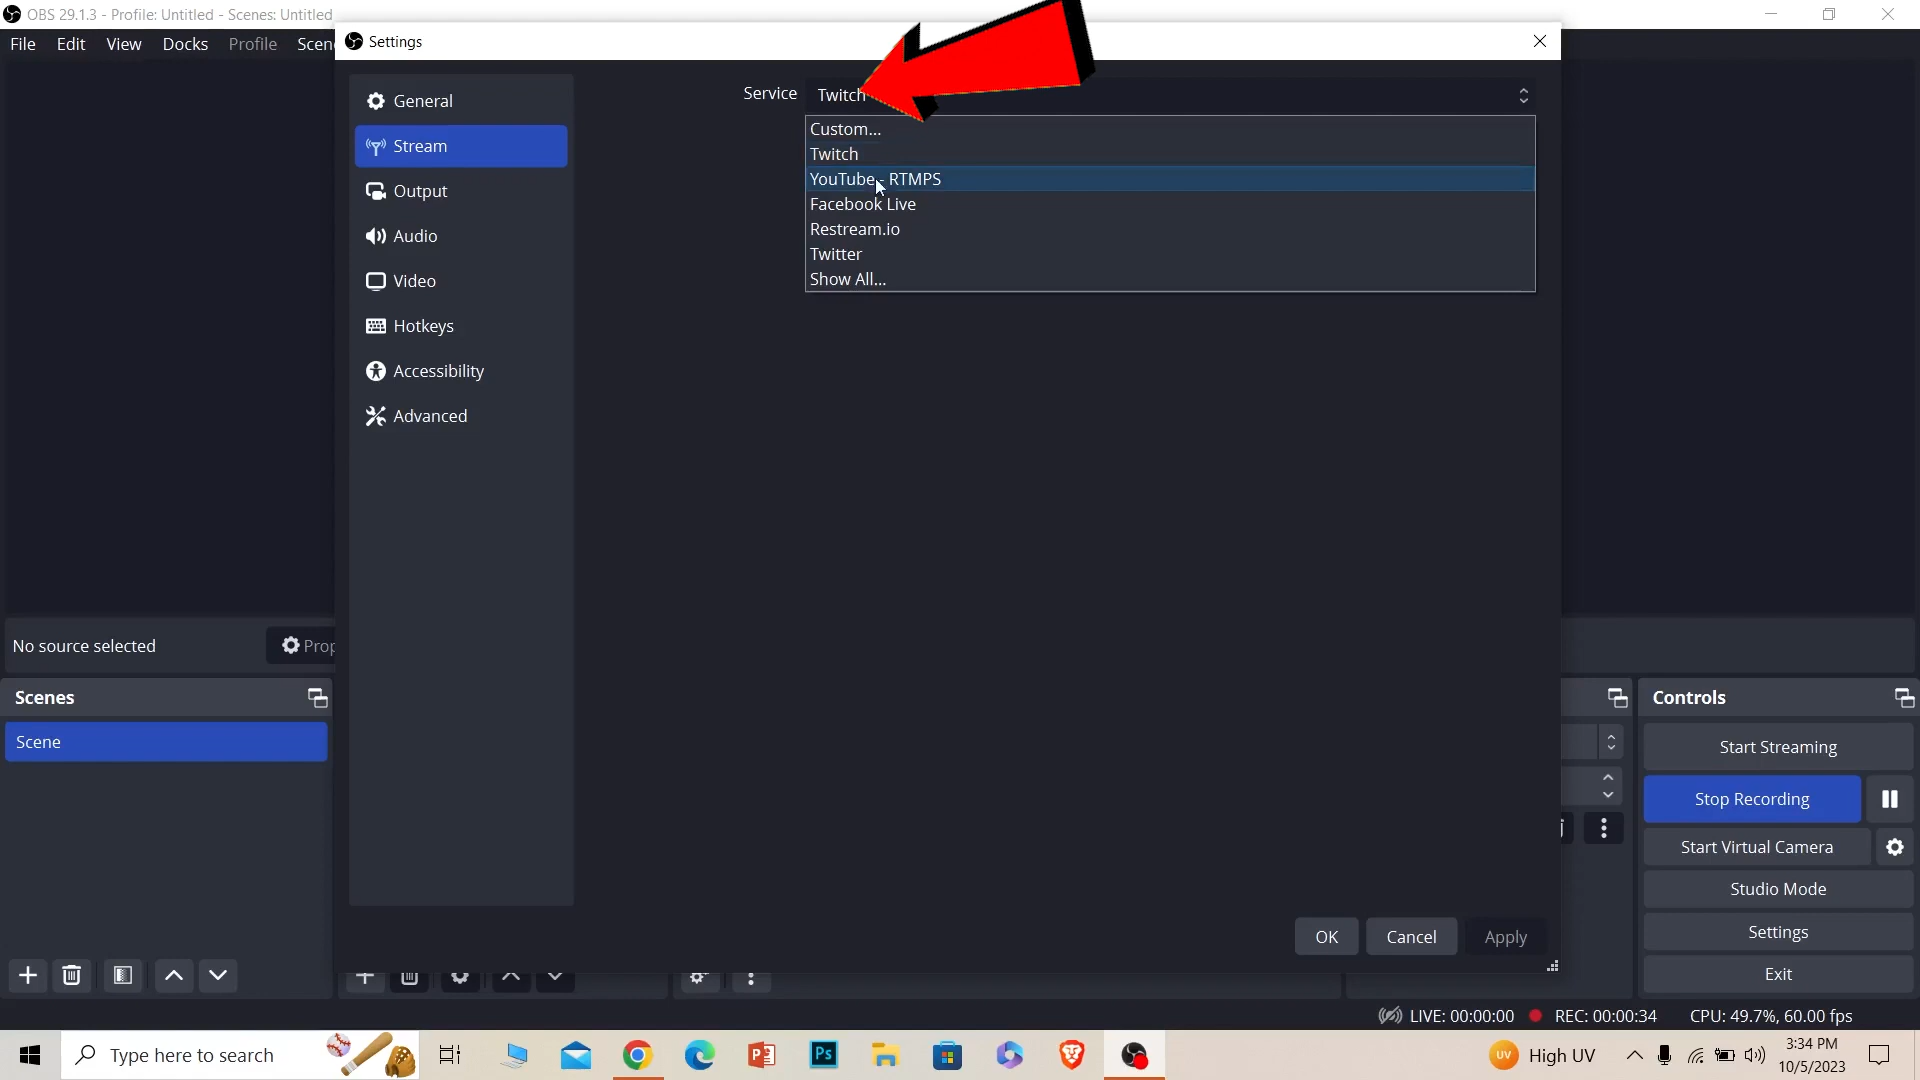 OBS 29.1.3 - Profile: Untitled - Scenes: Untitled
File Edit View Docks Profile
Settings
General
Stream
Output
Audio
Video
Hotkeys
Accessibility
Advanced
Service Twitch
Custom...
Twitch
YouTube - RTMPS
Facebook Live
Restream.io
Twitter
Show All...
OK Cancel Apply
No source selected
Scenes
Scene
Controls
Start Streaming
Stop Recording
Start Virtual Camera
Studio Mode
Settings
Exit
LIVE: 00:00:00 REC: 00:00:34 CPU: 49.7%, 60.00 fps
Type here to search
Ps
UV High UV
3:34 PM
10/5/2023